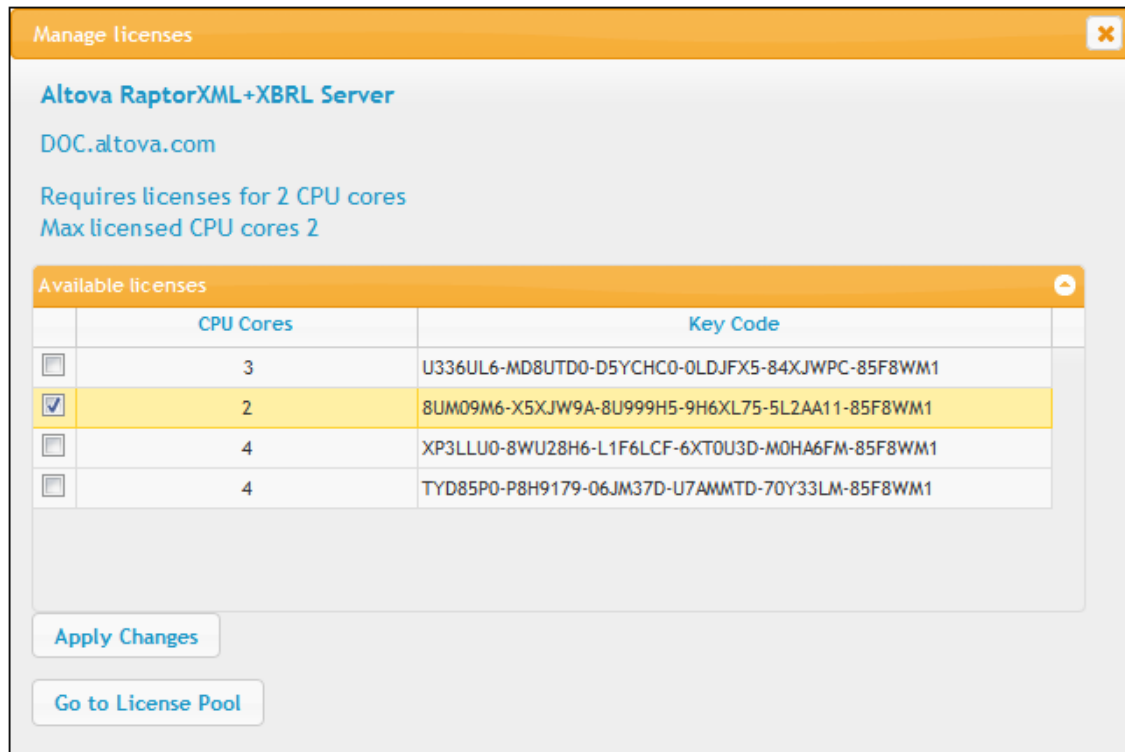 Manage licenses
Altova RaptorXML+XBRL Server
DOC.altova.com
Requires licenses for 2 CPU cores
Max licensed CPU cores 2
Available licenses
CPU Cores Key Code
3 U336UL6-MD8UTD0-D5YCHC0-0LDJFX5-84XJWPC-85F8WM1
2 8UM09M6-X5XJW9A-8U999H5-9H6XL75-5L2AA11-85F8WM1
4 XP3LLU0-8WU28H6-L1F6LCF-6XT0U3D-M0HA6FM-85F8WM1
4 TYD85P0-P8H9179-06JM37D-U7AMMTD-70Y33LM-85F8WM1
Apply Changes
Go to License Pool